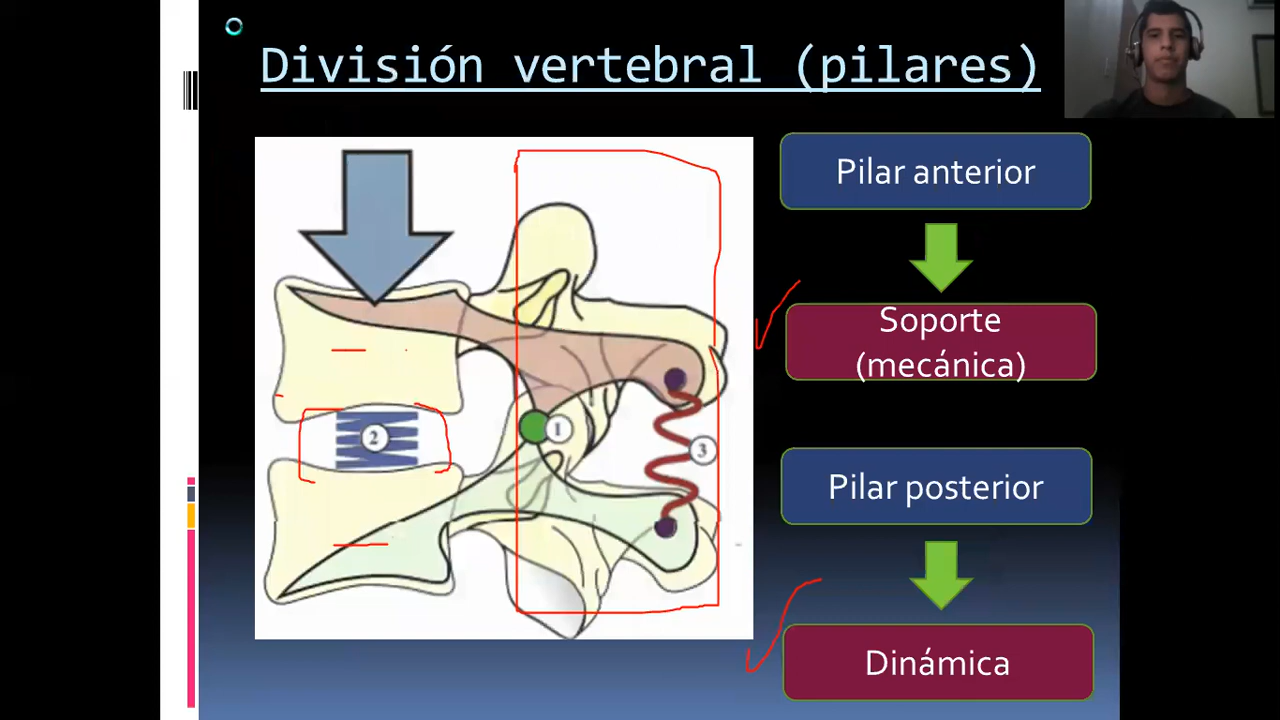 División vertebral (pilares)
Pilar anterior
Soporte
(mecánica)
Pilar posterior
Dinámica
1
2
3